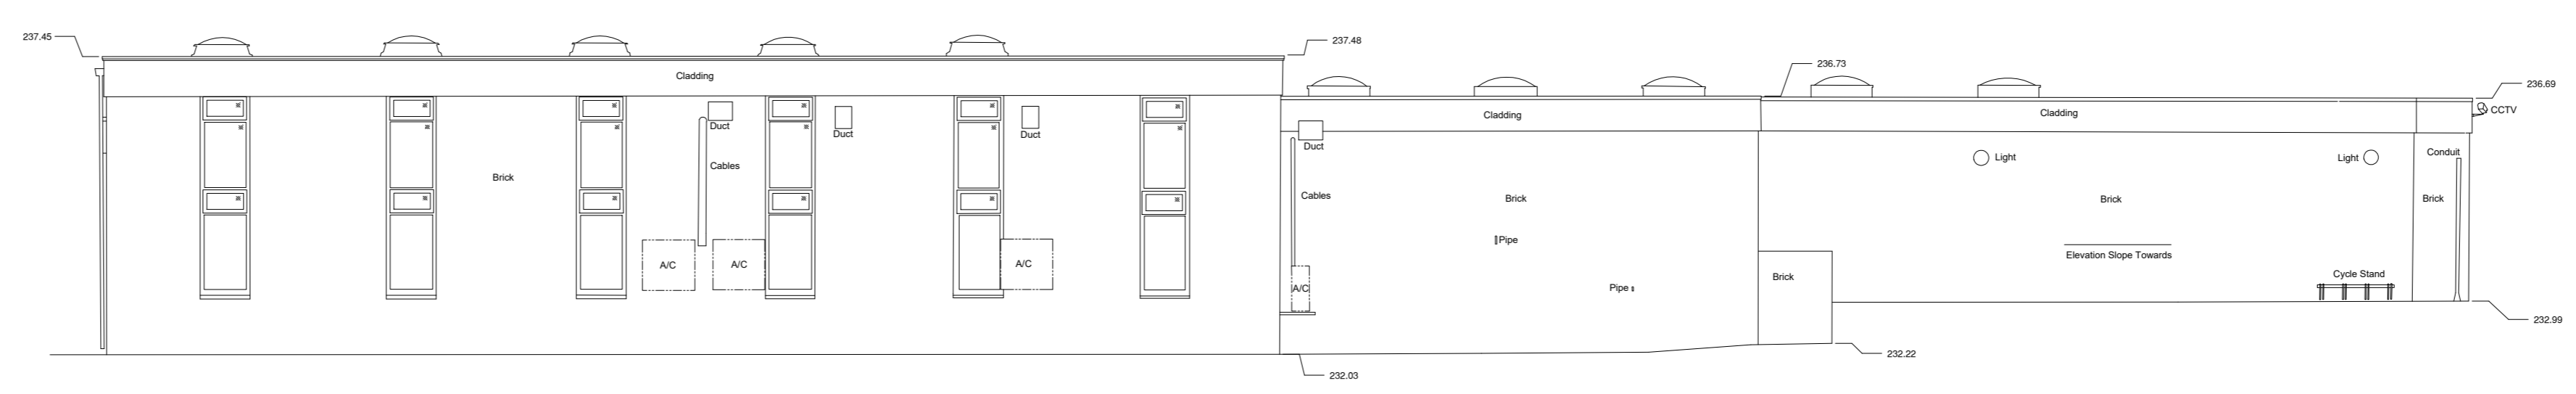 237.45
237.48
236.73
236.69
Cladding
CCTV
Cladding
Cladding
Duct
Duct
Duct
Duct
Light
Light
Conduit
Cables
Brick
Cables
Brick
Brick
Brick
Pipe
Elevation Slope Towards
A/C
A/C
A/C
Brick
Cycle Stand
A/C
Pipe
232.99
232.22
232.03